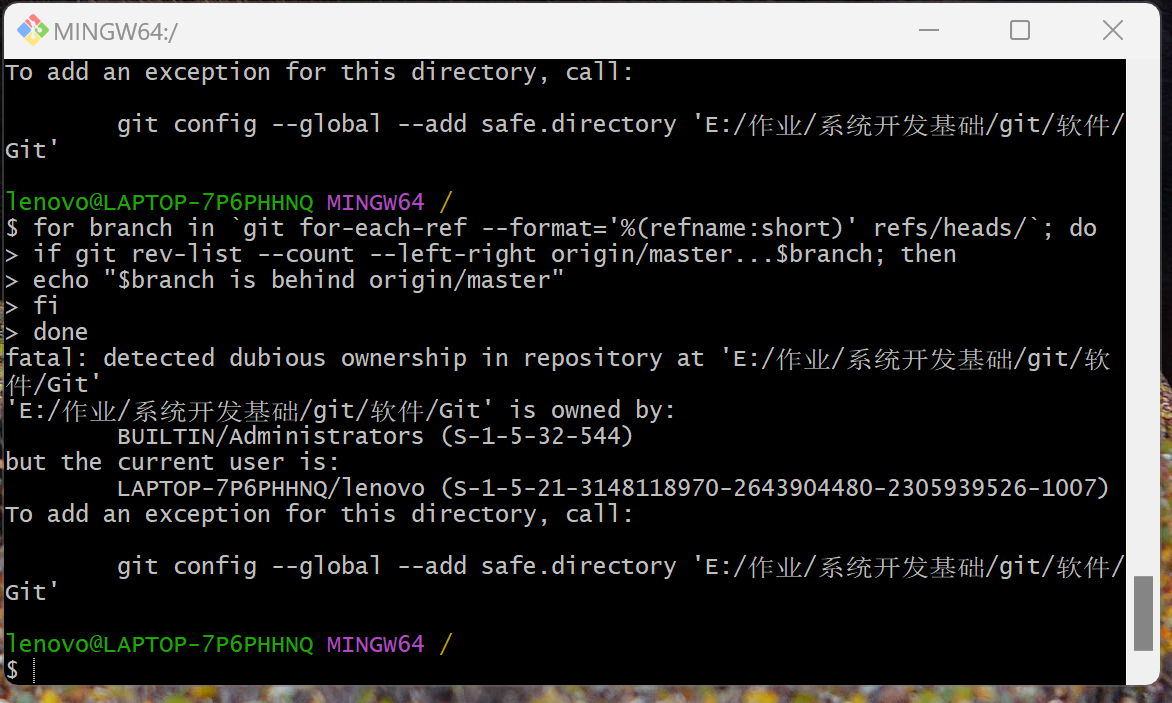 MINGW64:/
To add an exception for this directory, call:
git config --global --add safe.directory 'E:/作业/系统开发基础/git/软件/
Git'
lenovo@LAPTOP-7P6PHHNQ MINGW64 /
$ for branch in `git for-each-ref --format='%(refname:short)' refs/heads/`; do
> if git rev-list --count --left-right origin/master...$branch; then
> echo "$branch is behind origin/master"
> fi
> done
fatal: detected dubious ownership in repository at 'E:/作业/系统开发基础/git/软
件/Git'
'E:/作业/系统开发基础/git/软件/Git' is owned by:
BUILTIN/Administrators (S-1-5-32-544)
but the current user is:
LAPTOP-7P6PHHNQ/lenovo (S-1-5-21-3148118970-2643904480-2305939526-1007)
To add an exception for this directory, call:
git config --global --add safe.directory 'E:/作业/系统开发基础/git/软件/
Git'
lenovo@LAPTOP-7P6PHHNQ MINGW64 /
$